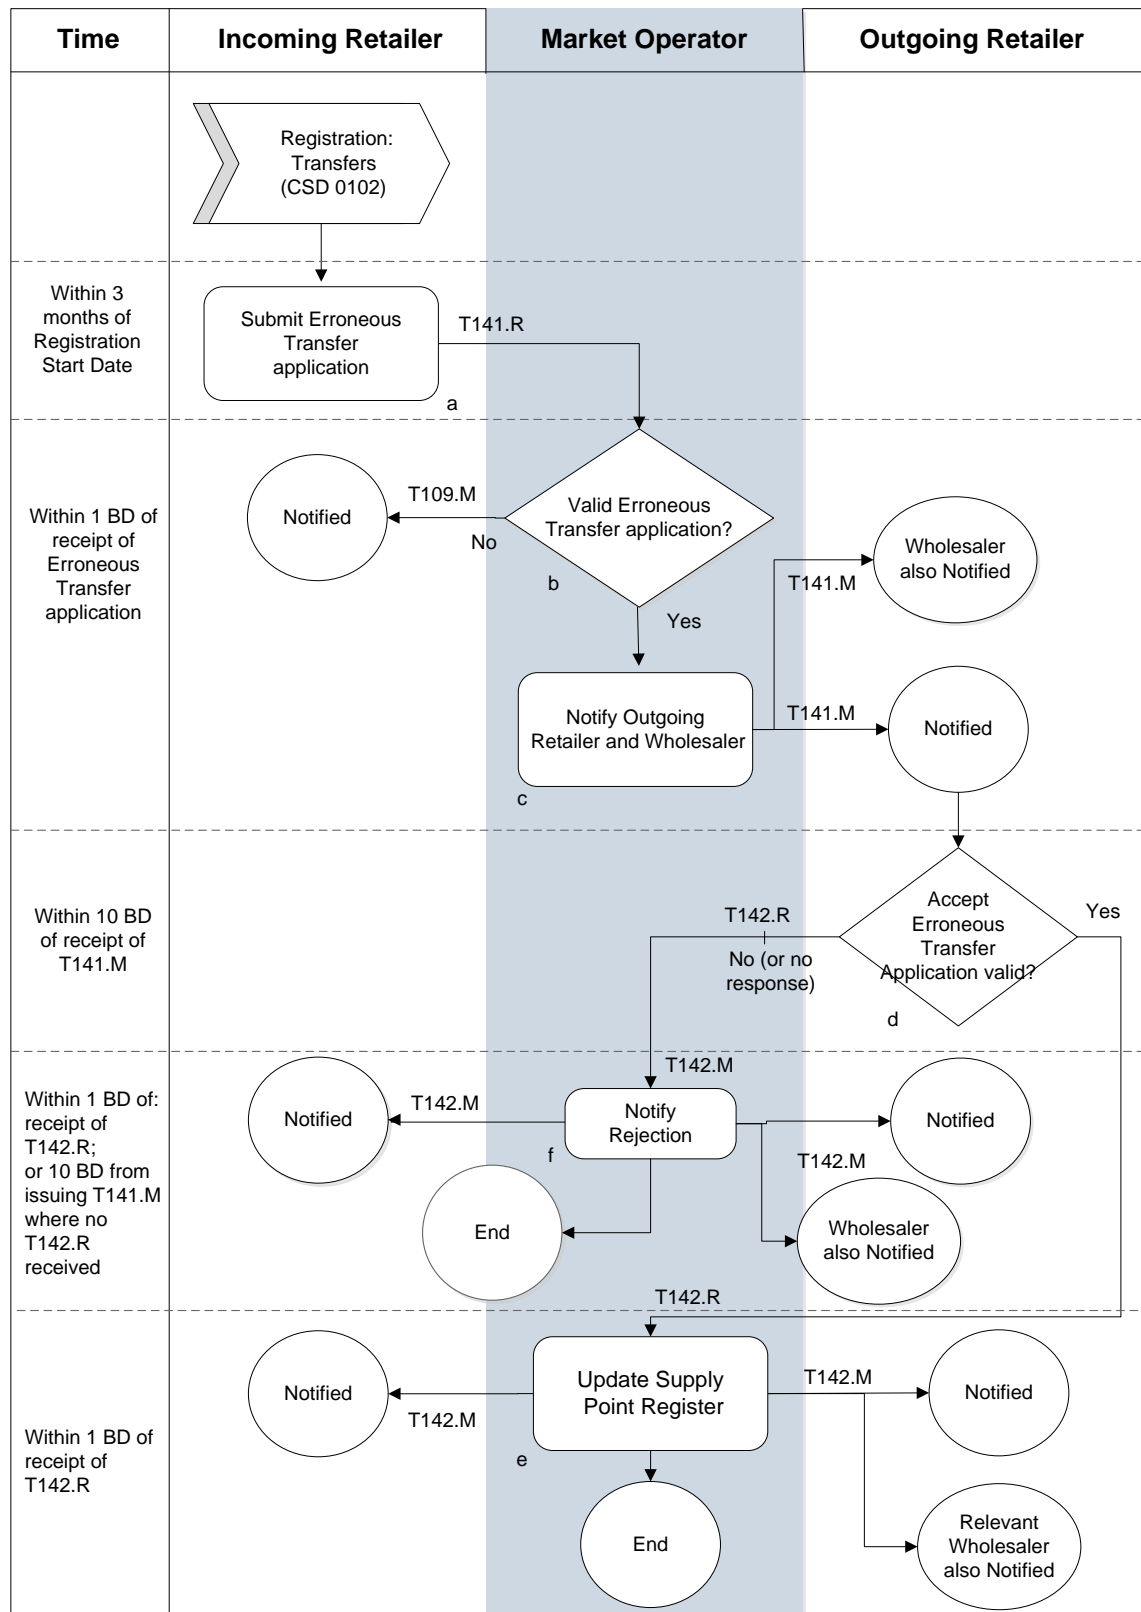 Time
Incoming Retailer
Market Operator
Outgoing Retailer
Registration:
Transfers
(CSD 0102)
Within 3
months of
Registration
Start Date
Submit Erroneous
Transfer
application
T141.R
a
Within 1 BD of
receipt of
Erroneous
Transfer
application
Notified
T109.M
No
Valid Erroneous
Transfer application?
b
Yes
Wholesaler
also Notified
T141.M
Notify Outgoing
Retailer and Wholesaler
c
T141.M
Notified
Within 10 BD
of receipt of
T141.M
T142.R
No (or no
response)
Accept
Erroneous
Transfer
Application valid?
d
Yes
Within 1 BD of:
receipt of
T142.R;
or 10 BD from
issuing T141.M
where no
T142.R
received
Notified
T142.M
T142.M
Notify
Rejection
f
End
Notified
T142.M
Wholesaler
also Notified
T142.R
Within 1 BD of
receipt of
T142.R
Notified
T142.M
Update Supply
Point Register
e
End
T142.M
Notified
Relevant
Wholesaler
also Notified